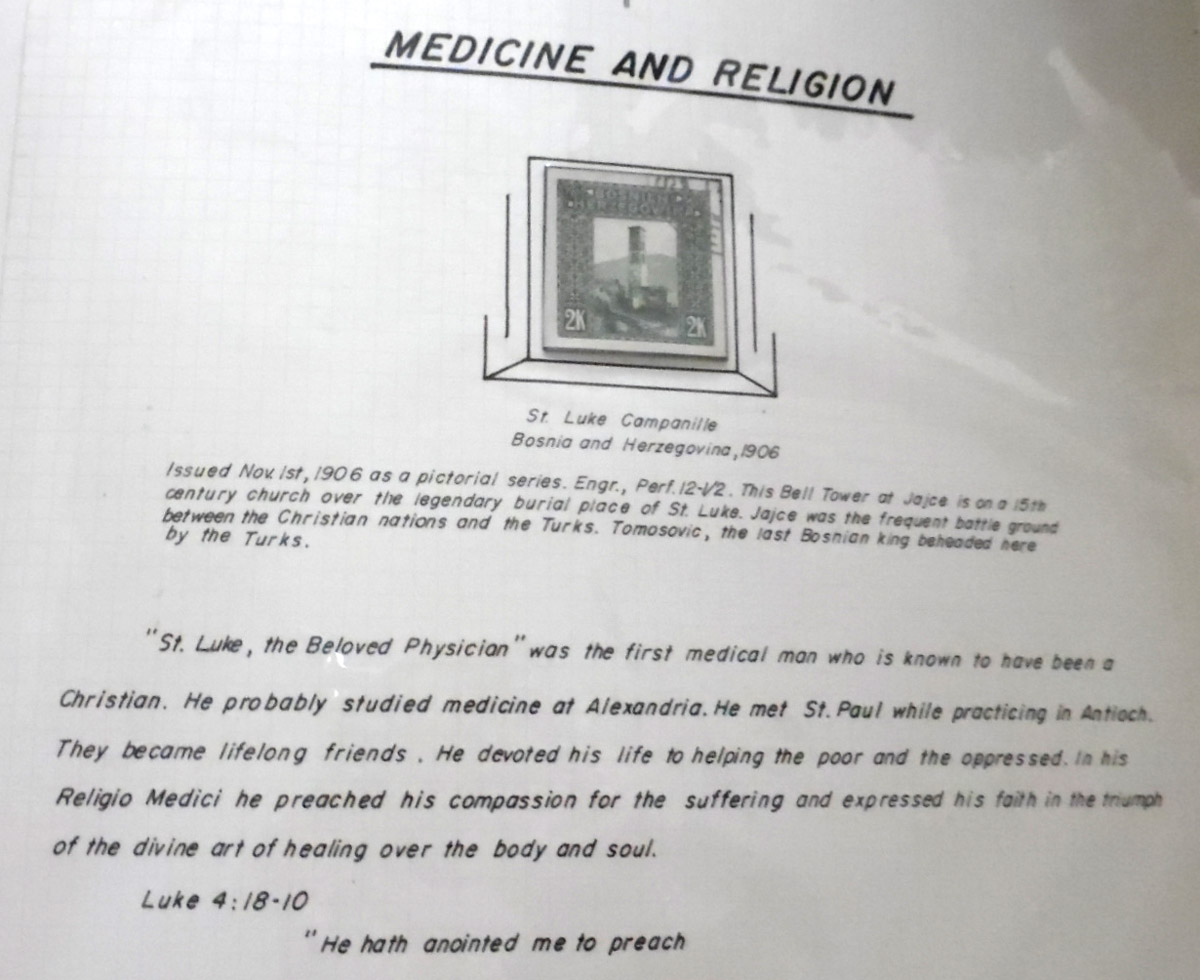 MEDICINE AND RELIGION
BOSNIEN
HERZEGOVINA
2K 2K
St. Luke Campanille
Bosnia and Herzegovina, 1906
Issued Nov. 1st, 1906 as a pictorial series. Engr., Perf. 12-1/2. This Bell Tower at Jajce is on a 15th
century church over the legendary burial place of St. Luke. Jajce was the frequent battle ground
between the Christian nations and the Turks. Tomosovic, the last Bosnian king beheaded here
by the Turks.
"St. Luke, the Beloved Physician" was the first medical man who is known to have been a
Christian. He probably studied medicine at Alexandria. He met St. Paul while practicing in Antioch.
They became lifelong friends. He devoted his life to helping the poor and the oppressed. In his
Religio Medici he preached his compassion for the suffering and expressed his faith in the triumph
of the divine art of healing over the body and soul.
Luke 4:18-10
"He hath anointed me to preach